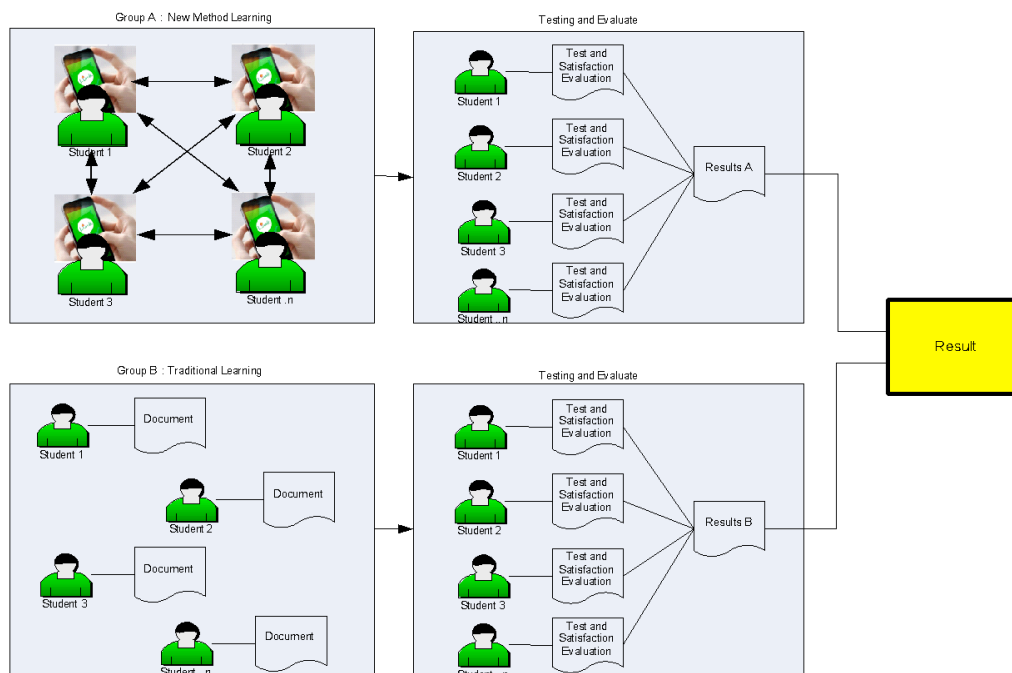 Group A : New Method Learning
Student 1
Student 2
Student 3
Student .n
Testing and Evaluate
Student 1
Test and
Satisfaction
Evaluation
Student 2
Test and
Satisfaction
Evaluation
Student 3
Test and
Satisfaction
Evaluation
Student ..n
Test and
Satisfaction
Evaluation
Results A
Result
Group B : Traditional Learning
Student 1
Document
Student 2
Document
Student 3
Document
Student ..n
Document
Testing and Evaluate
Student 1
Test and
Satisfaction
Evaluation
Student 2
Test and
Satisfaction
Evaluation
Student 3
Test and
Satisfaction
Evaluation
Student ..n
Test and
Satisfaction
Evaluation
Results B